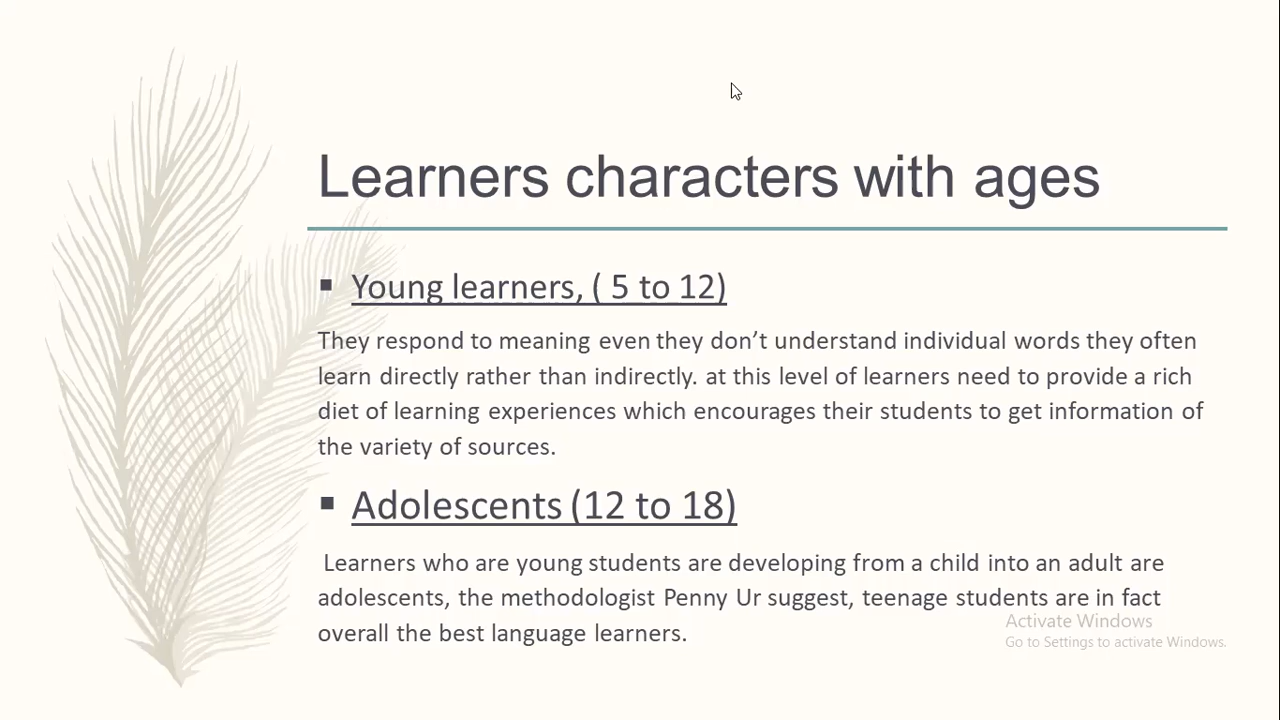 Learners characters with ages
▪ Young learners, ( 5 to 12)
They respond to meaning even they don’t understand individual words they often
learn directly rather than indirectly. at this level of learners need to provide a rich
diet of learning experiences which encourages their students to get information of
the variety of sources.
▪ Adolescents (12 to 18)
Learners who are young students are developing from a child into an adult are
adolescents, the methodologist Penny Ur suggest, teenage students are in fact
overall the best language learners.
Activate Windows
Go to Settings to activate Windows.